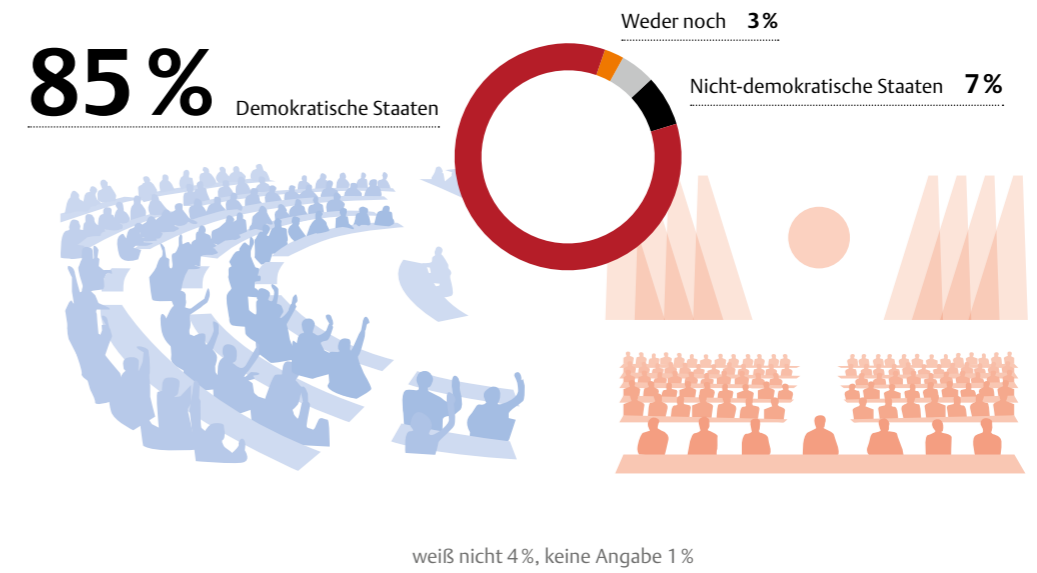 Weder noch 3 %
85 % Demokratische Staaten
Nicht-demokratische Staaten 7 %
weiß nicht 4 %, keine Angabe 1 %